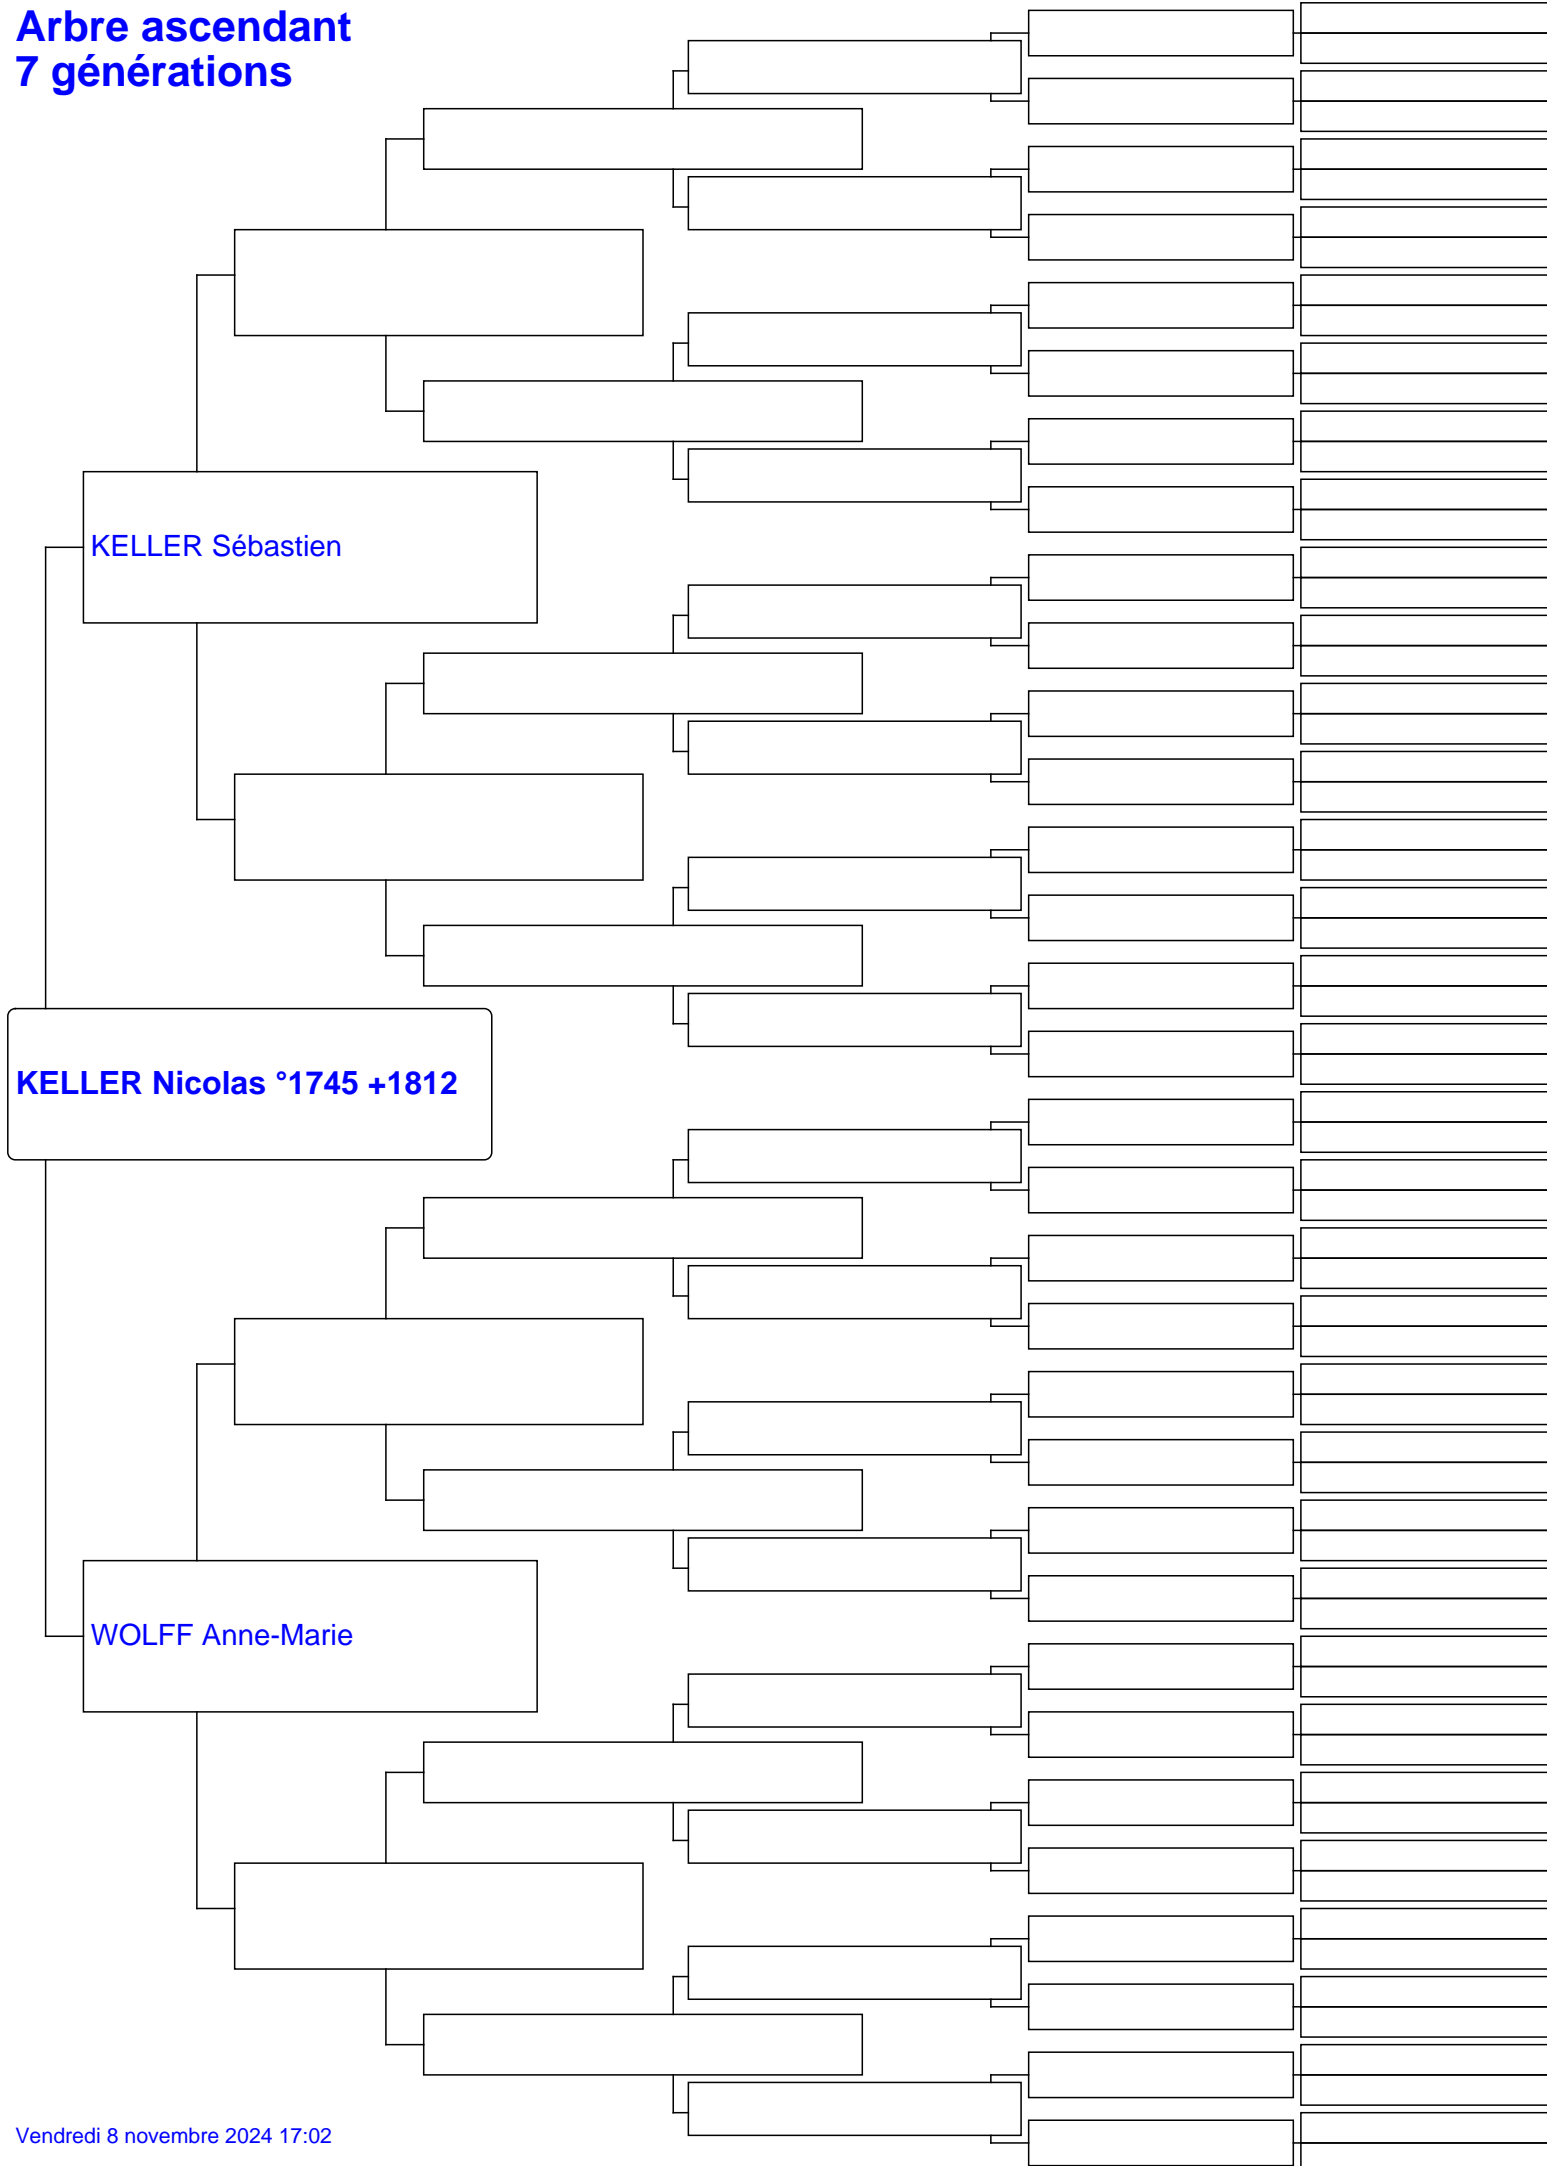 Arbre ascendant
7 générations
KELLER Sébastien
KELLER Nicolas °1745 +1812
WOLFF Anne-Marie
Vendredi 8 novembre 2024 17:02